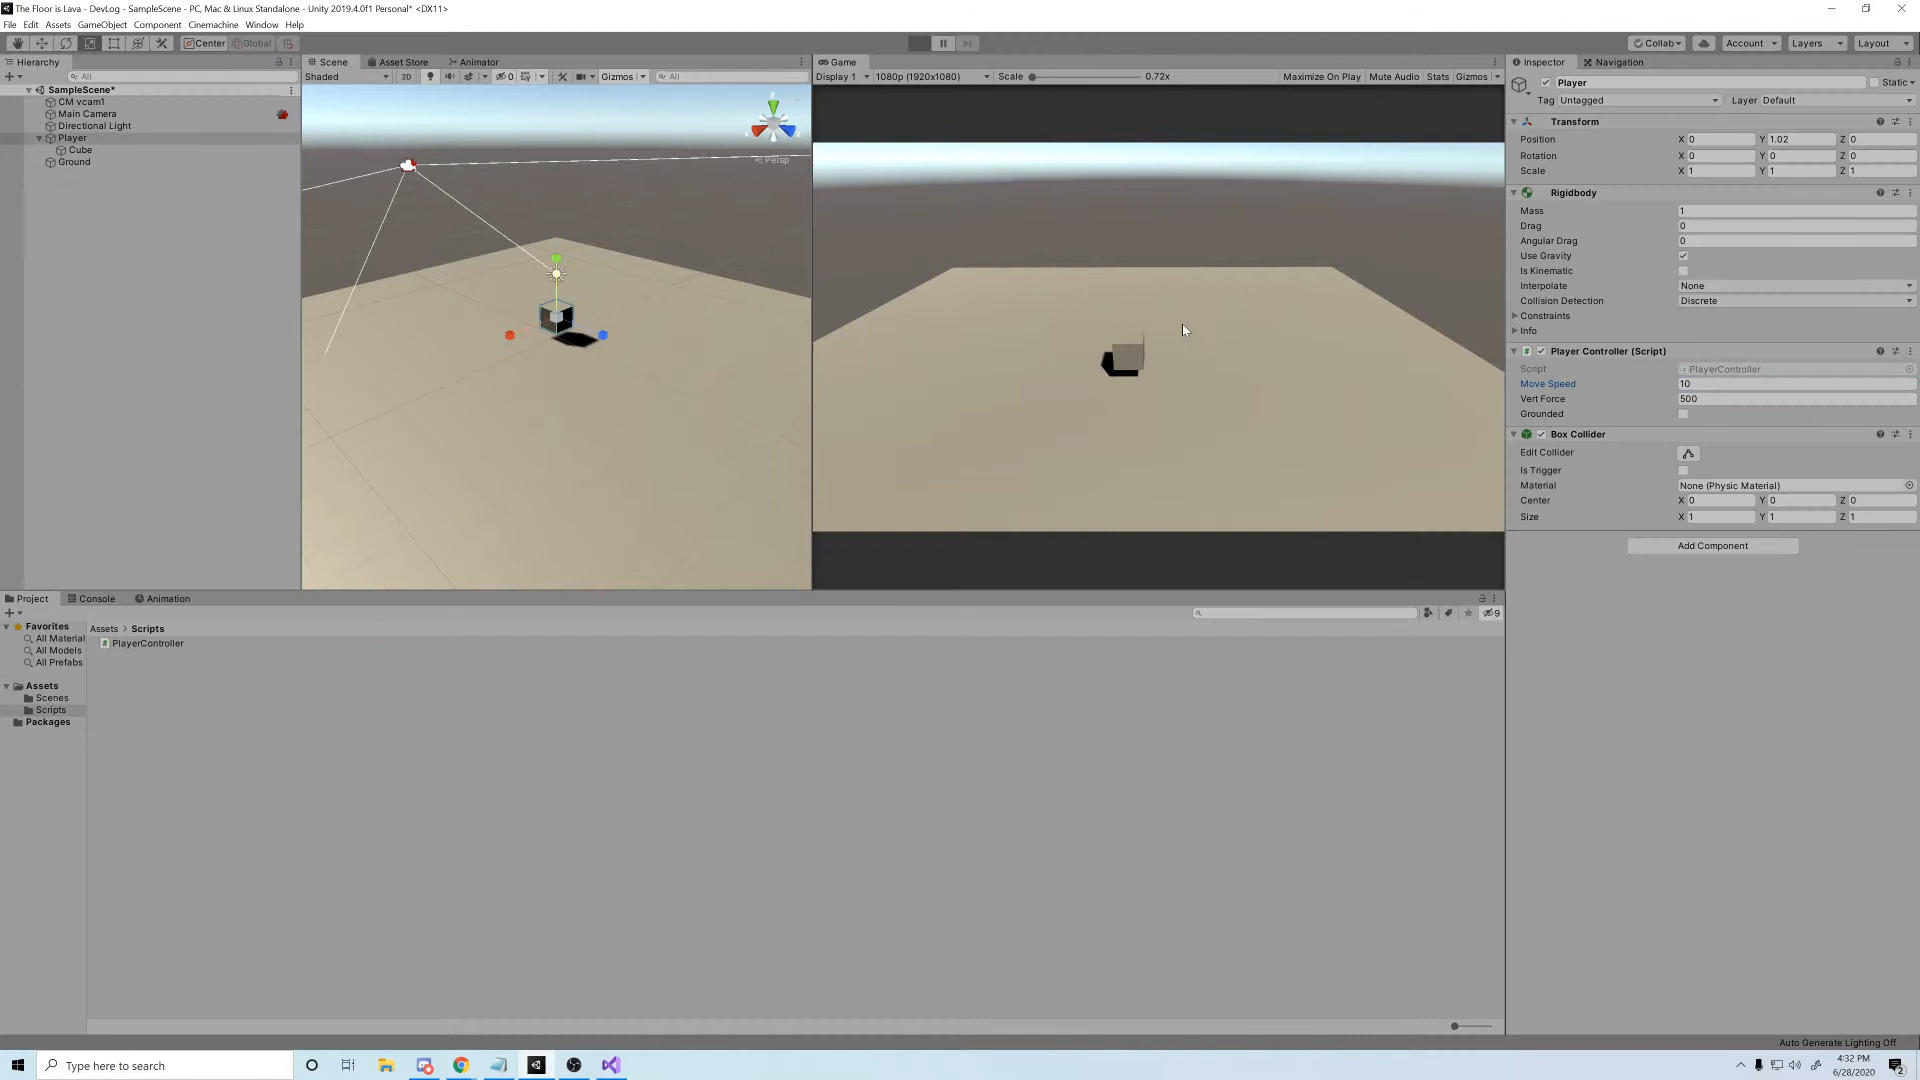 The Floor is Lava - DevLog - SampleScene - PC, Mac & Linux Standalone - Unity 2019.4.0f1 Personal* <DX11>
File Edit Assets GameObject Component Cinemachine Window Help
Center Global Collab Account Layers Layout
Hierarchy
All
SampleScene*
CM vcam1
Main Camera
Directional Light
Player
Cube
Ground
Scene Asset Store Animator
Shaded 2D 0 Gizmos All
y
x
z
Persp
Game
Display 1 1080p (1920x1080) Scale 0.72x Maximize On Play Mute Audio Stats Gizmos
Inspector Navigation
Player Static
Tag Untagged Layer Default
Transform
Position X 0 Y 1.02 Z 0
Rotation X 0 Y 0 Z 0
Scale X 1 Y 1 Z 1
Rigidbody
Mass 1
Drag 0
Angular Drag 0
Use Gravity
Is Kinematic
Interpolate None
Collision Detection Discrete
Constraints
Info
Player Controller (Script)
Script PlayerController
Move Speed 10
Vert Force 500
Grounded
Box Collider
Edit Collider
Is Trigger
Material None (Physic Material)
Center X 0 Y 0 Z 0
Size X 1 Y 1 Z 1
Add Component
Project Console Animation
9
Favorites
All Material
All Models
All Prefabs
Assets
Scenes
Scripts
Packages
Assets > Scripts
PlayerController
Auto Generate Lighting Off
Type here to search
4:32 PM
6/28/2020
2